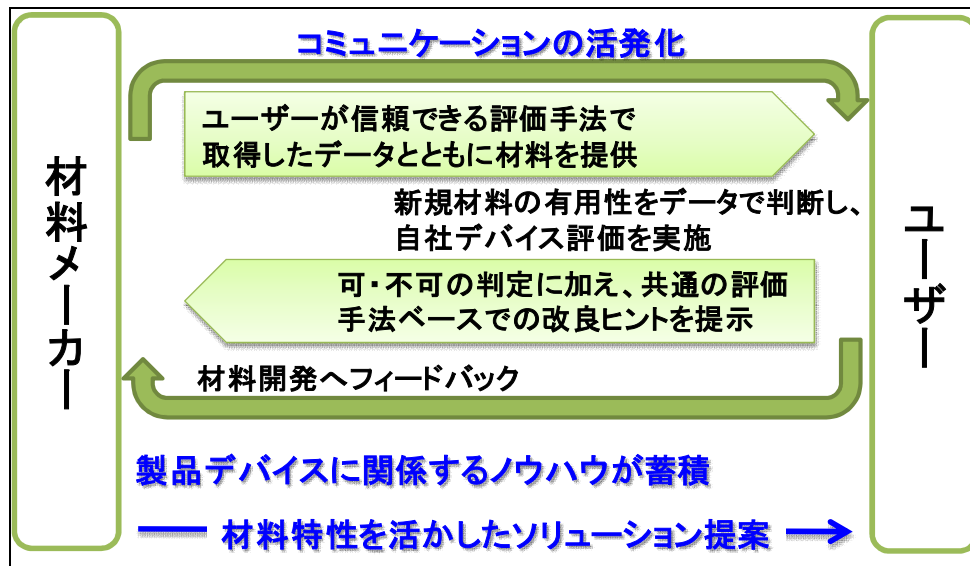 コミュニケーションの活発化
材料メーカー
ユーザーが信頼できる評価手法で
取得したデータとともに材料を提供
新規材料の有用性をデータで判断し、
自社デバイス評価を実施
ユーザー
可・不可の判定に加え、共通の評価
手法ベースでの改良ヒントを提示
材料開発へフィードバック
製品デバイスに関係するノウハウが蓄積
材料特性を活かしたソリューション提案